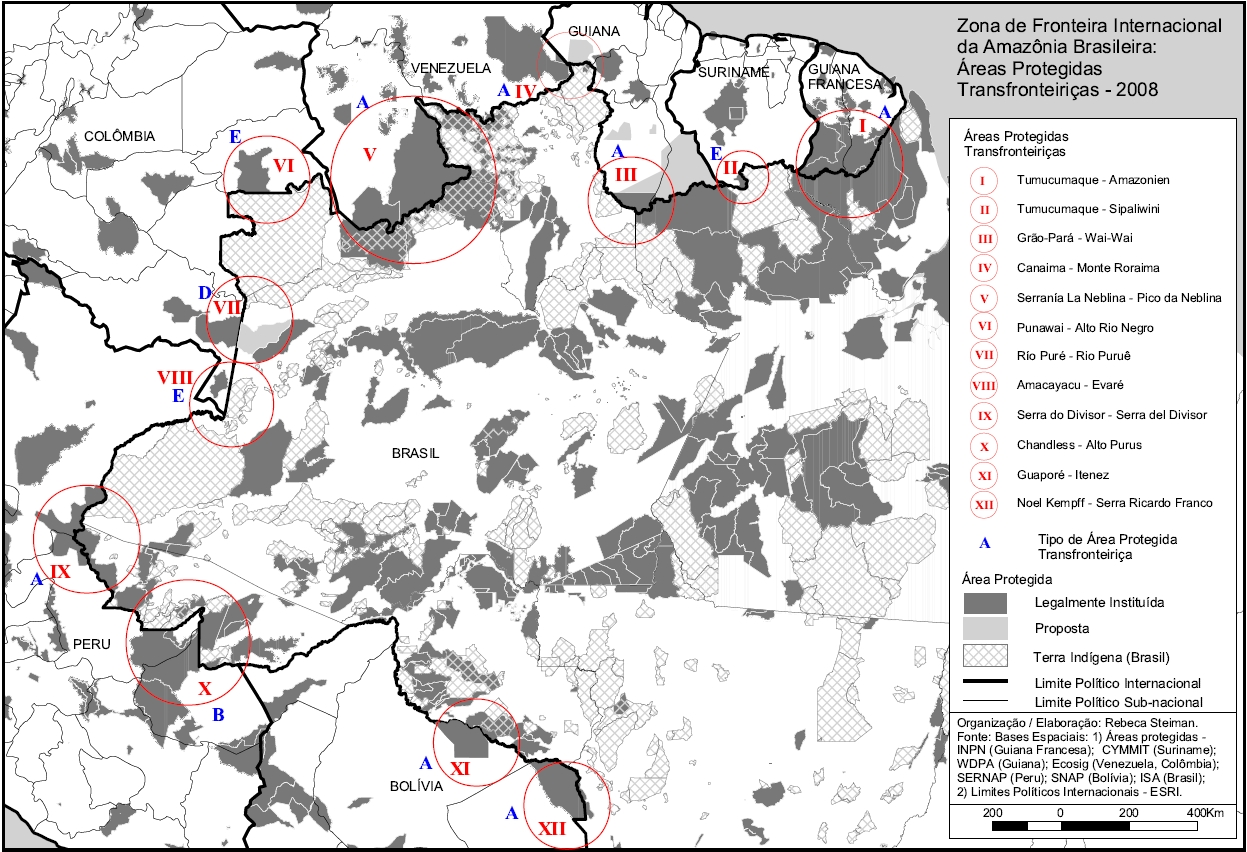 Zona de Fronteira Internacional
da Amazônia Brasileira:
Áreas Protegidas
Transfronteiriças - 2008
GUIANA
VENEZUELA
SURINAME
GUIANA
FRANCESA
COLÔMBIA
BRASIL
PERU
BOLÍVIA
A
IV
A
V
E
VI
A
III
E
II
A
I
D
VII
VIII
E
A
IX
X
B
A
XI
A
XII
Áreas Protegidas
Transfronteiriças
I Tumucumaque - Amazonien
II Tumucumaque - Sipaliwini
III Grão-Pará - Wai-Wai
IV Canaima - Monte Roraima
V Serranía La Neblina - Pico da Neblina
VI Punawai - Alto Rio Negro
VII Río Puré - Rio Puruê
VIII Amacayacu - Evaré
IX Serra do Divisor - Serra del Divisor
X Chandless - Alto Purus
XI Guaporé - Itenez
XII Noel Kempff - Serra Ricardo Franco
A Tipo de Área Protegida
Transfronteiriça
Área Protegida
Legalmente Instituída
Proposta
Terra Indígena (Brasil)
Limite Político Internacional
Limite Político Sub-nacional
Organização / Elaboração: Rebeca Steiman.
Fonte: Bases Espaciais: 1) Áreas protegidas -
INPN (Guiana Francesa); CYMMIT (Suriname);
WDPA (Guiana); Ecosig (Venezuela, Colômbia);
SERNAP (Peru); SNAP (Bolívia); ISA (Brasil);
2) Limites Políticos Internacionais - ESRI.
200 0 200 400Km